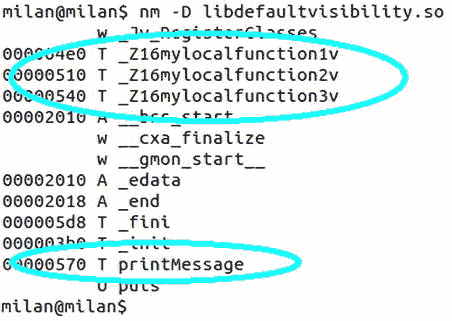 milan@milan$ nm -D libdefaultvisibility.so
w _Jv_RegisterClasses
000004e0 T _Z16mylocalfunction1v
00000510 T _Z16mylocalfunction2v
00000540 T _Z16mylocalfunction3v
00002010 A __bss_start
w __cxa_finalize
w __gmon_start__
00002010 A _edata
00002018 A _end
000005d8 T _fini
000003b0 T _init
00000570 T printMessage
U puts
milan@milan$